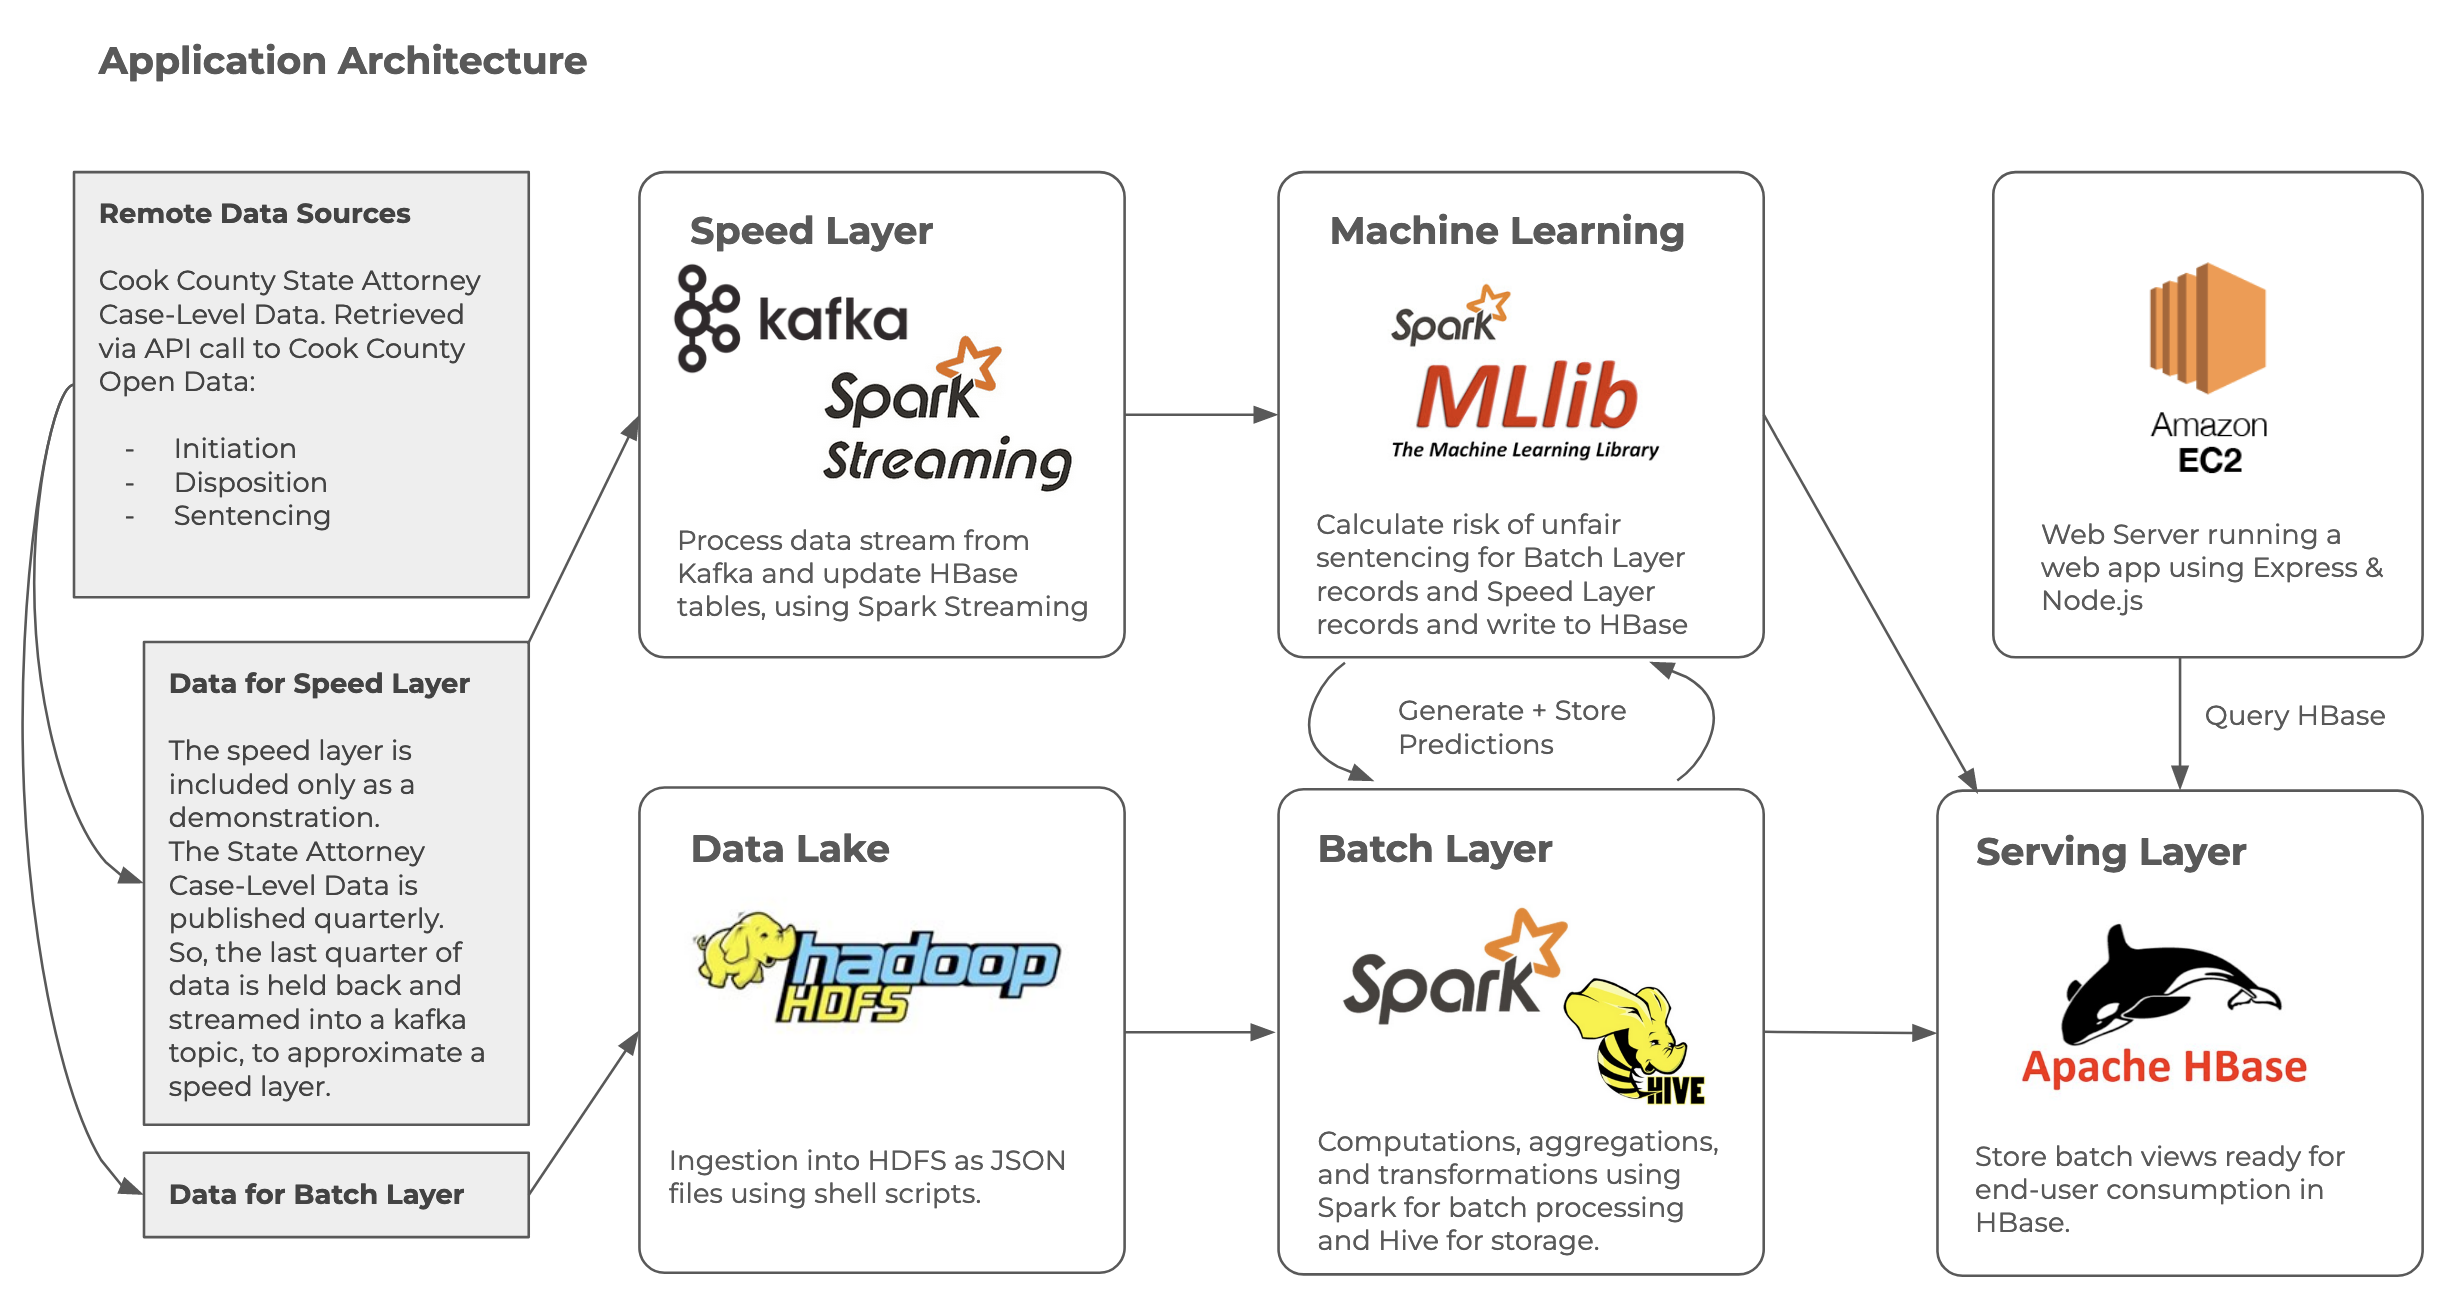 Application Architecture
Remote Data Sources
Cook County State Attorney
Case-Level Data. Retrieved
via API call to Cook County
Open Data:
- Initiation
- Disposition
- Sentencing
Data for Speed Layer
The speed layer is
included only as a
demonstration.
The State Attorney
Case-Level Data is
published quarterly.
So, the last quarter of
data is held back and
streamed into a kafka
topic, to approximate a
speed layer.
Data for Batch Layer
Speed Layer
kafka
Spark
Streaming
Process data stream from
Kafka and update HBase
tables, using Spark Streaming
Data Lake
hadoop
HDFS
Ingestion into HDFS as JSON
files using shell scripts.
Machine Learning
Spark
MLlib
The Machine Learning Library
Calculate risk of unfair
sentencing for Batch Layer
records and Speed Layer
records and write to HBase
Generate + Store
Predictions
Batch Layer
Spark
HIVE
Computations, aggregations,
and transformations using
Spark for batch processing
and Hive for storage.
Amazon
EC2
Web Server running a
web app using Express &
Node.js
Query HBase
Serving Layer
Apache HBase
Store batch views ready for
end-user consumption in
HBase.